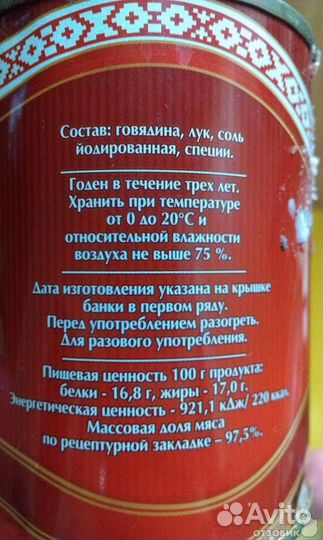 Состав: говядина, лук, соль
йодированная, специи.
Годен в течение трех лет.
Хранить при температуре
от 0 до 20°С и
относительной влажности
воздуха не выше 75 %.
Дата изготовления указана на крышке
банки в первом ряду.
Перед употреблением разогреть.
Для разового употребления.
Пищевая ценность 100 г продукта:
белки - 16,8 г, жиры - 17,0 г.
Энергетическая ценность - 921,1 кДж/ 220 ккал.
Массовая доля мяса
по рецептурной закладке – 97,5%.
Avito
отзовик